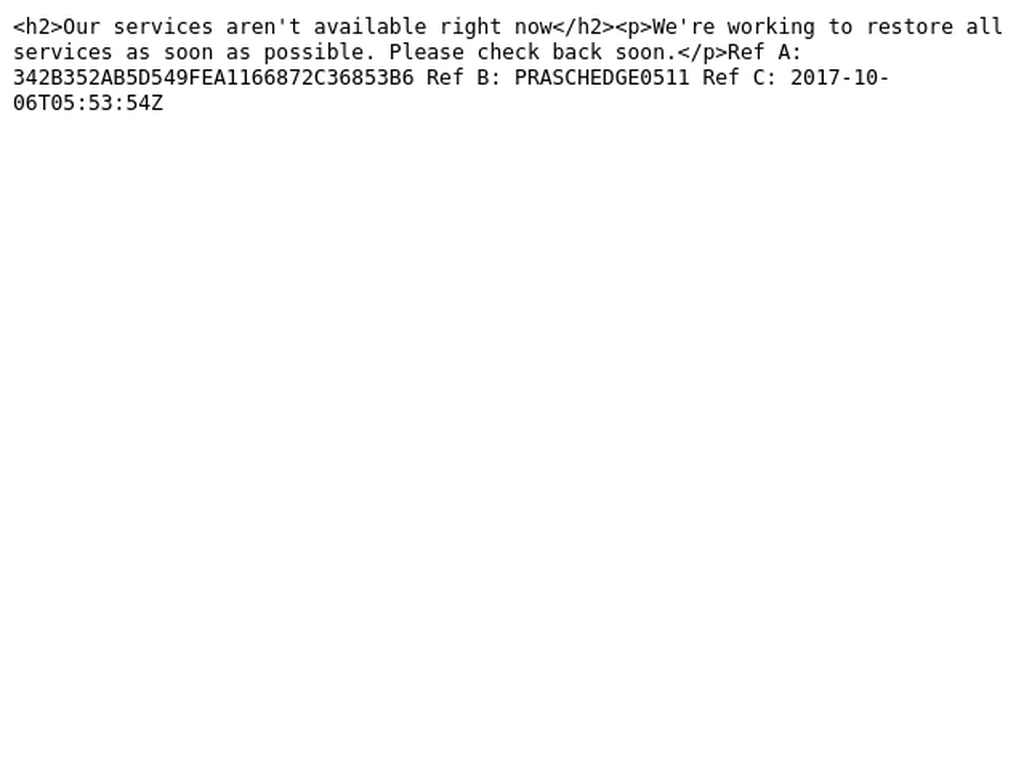 <h2>Our services aren't available right now</h2><p>We're working to restore all
services as soon as possible. Please check back soon.</p>Ref A:
342B352AB5D549FEA1166872C36853B6 Ref B: PRASCHEDGE0511 Ref C: 2017-10-
06T05:53:54Z